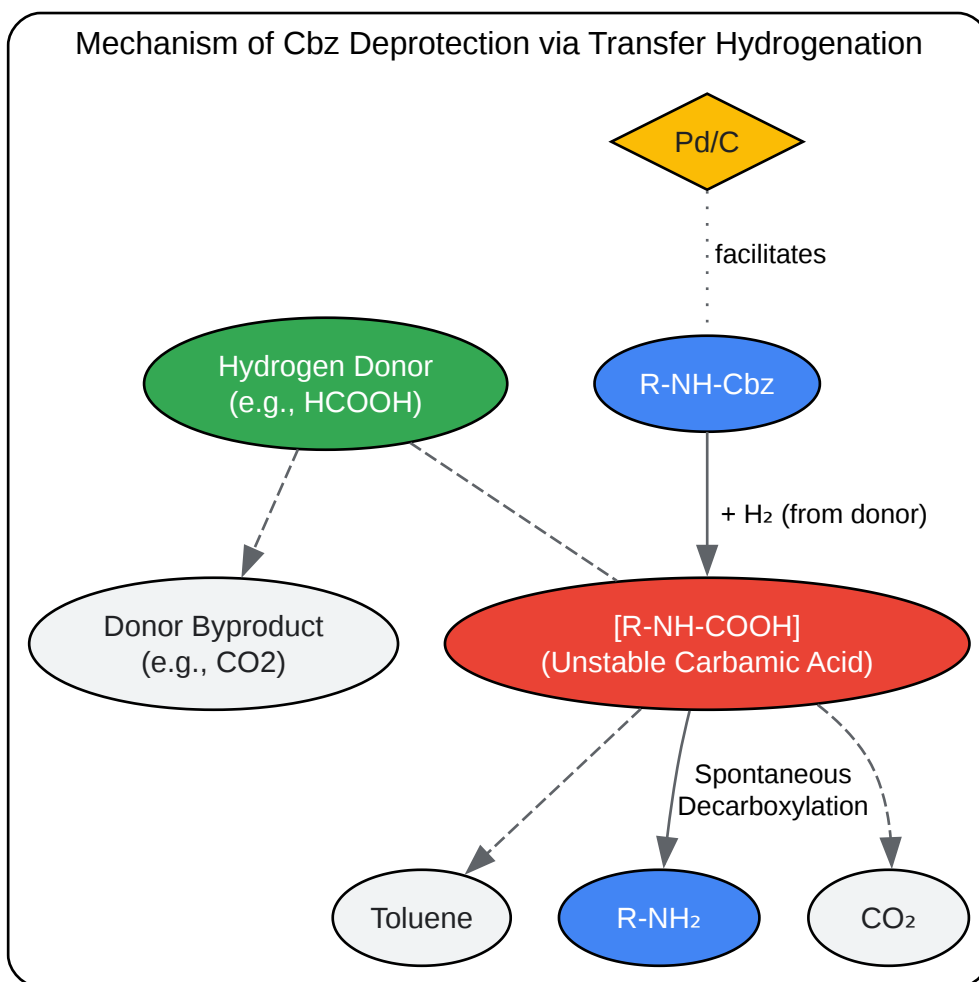 Mechanism of Cbz Deprotection via Transfer Hydrogenation
Pd/C
facilitates
Hydrogen Donor
(e.g., HCOOH)
R-NH-Cbz
+ H₂ (from donor)
Donor Byproduct
(e.g., CO2)
[R-NH-COOH]
(Unstable Carbamic Acid)
Spontaneous
Decarboxylation
Toluene
R-NH₂
CO₂